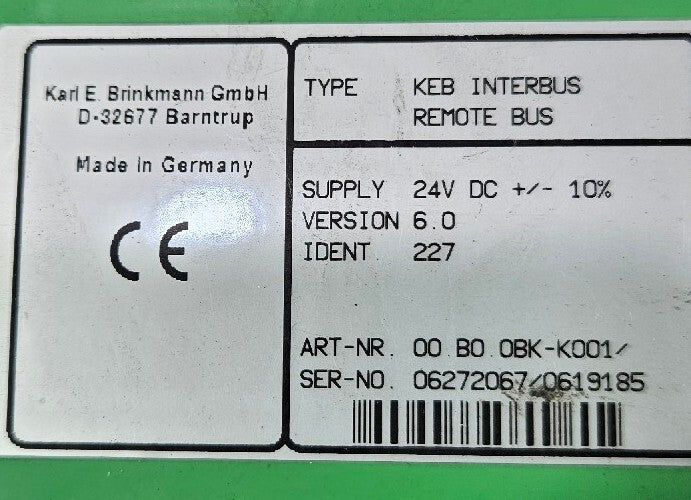 Karl E. Brinkmann GmbH
D-32677 Barntrup
Made in Germany
CE
TYPE KEB INTERBUS
REMOTE BUS
SUPPLY 24V DC +/- 10%
VERSION 6.0
IDENT. 227
ART-NR. 00.B0.0BK-K001/
SER-NO. 06272067/0619185